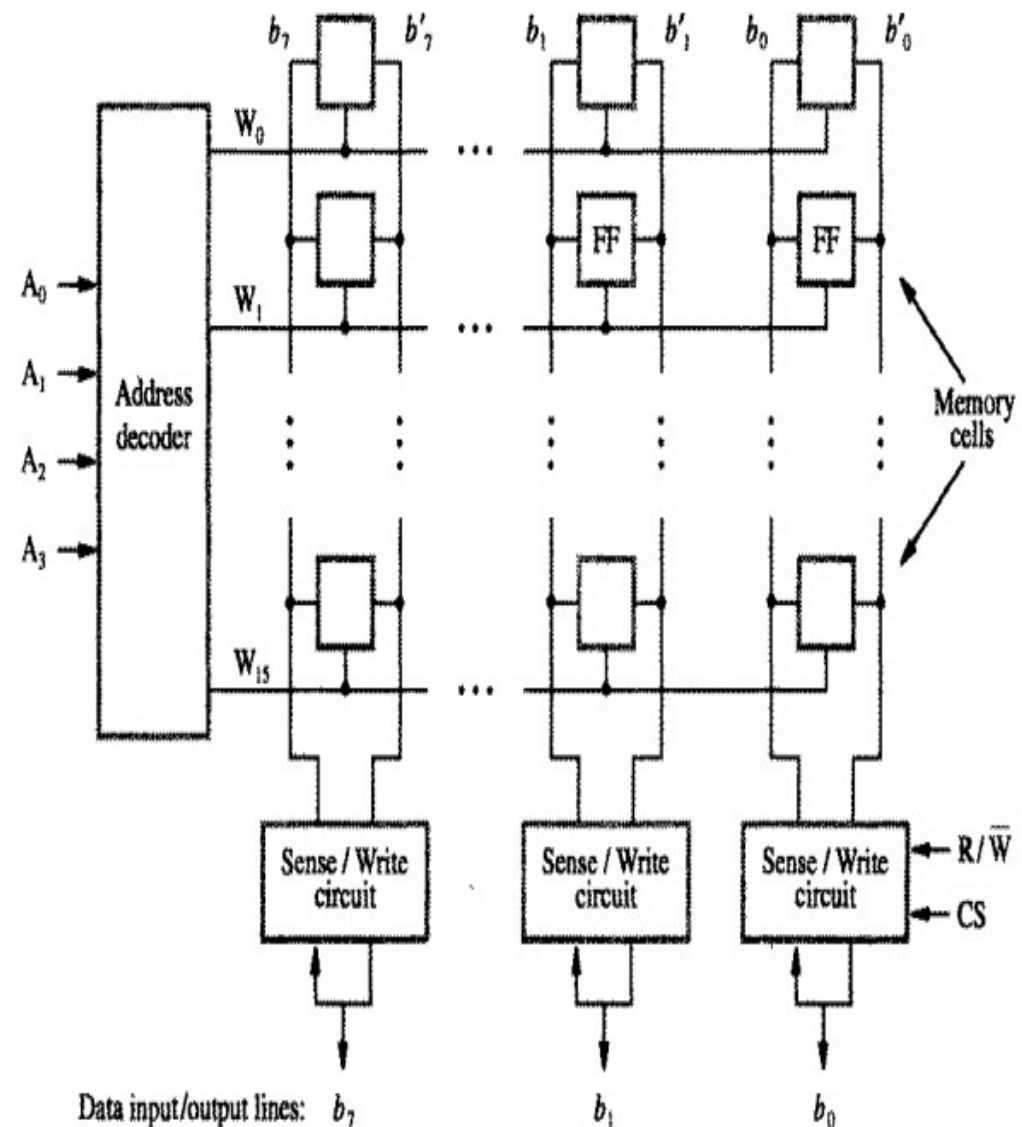 b₇ b'₇ b₁ b'₁ b₀ b'₀
W₀
FF FF
A₀
W₁
A₁
Address
decoder
Memory
cells
A₂
A₃
W₁₅
Sense / Write
circuit
Sense / Write
circuit
Sense / Write
circuit
R/W̅
CS
Data input/output lines: b₇ b₁ b₀